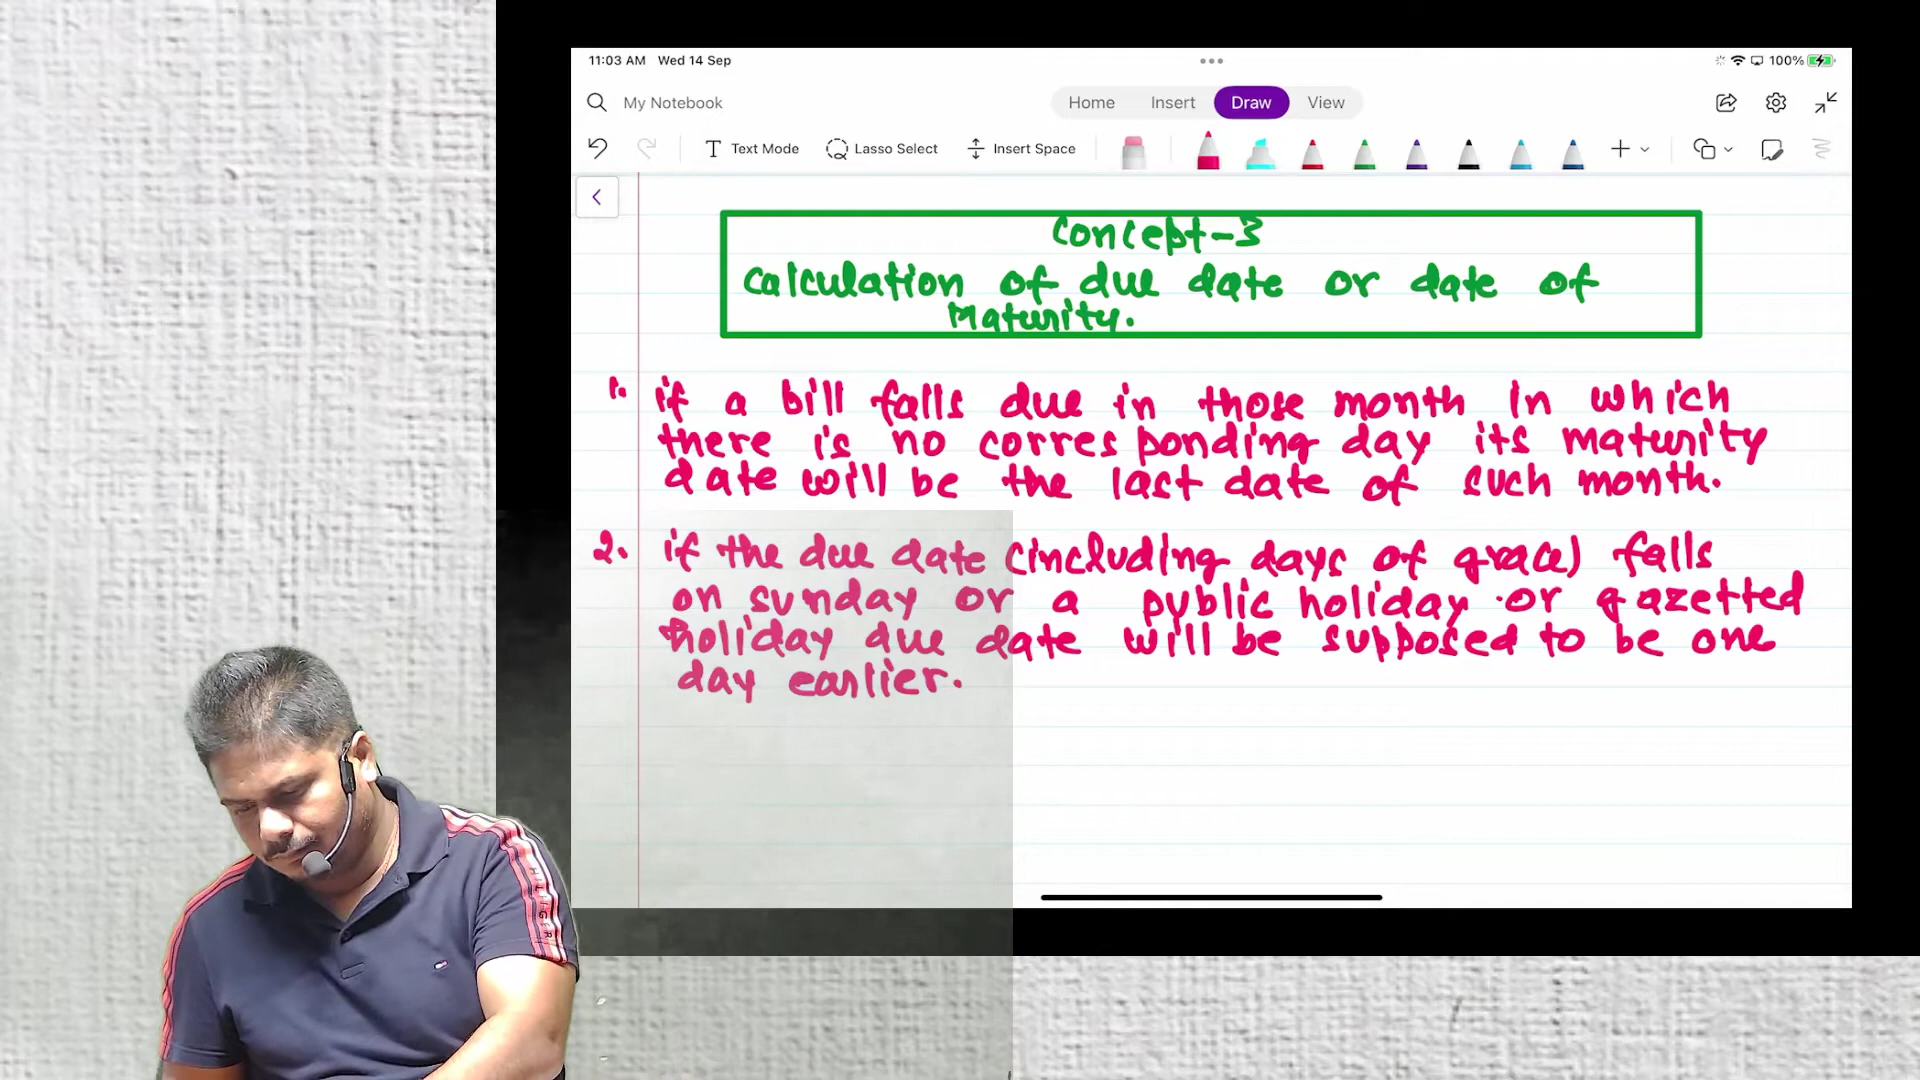 11:03 AM Wed 14 Sep
100%
My Notebook
Home Insert Draw View
Text Mode Lasso Select Insert Space
Concept-3
Calculation of due date or date of
Maturity.
1. if a bill falls due in those month in which
there is no corresponding day its maturity
date will be the last date of such month.
2. if the due date (including days of grace) falls
on sunday or a public holiday or gazetted
holiday due date will be supposed to be one
day earlier.